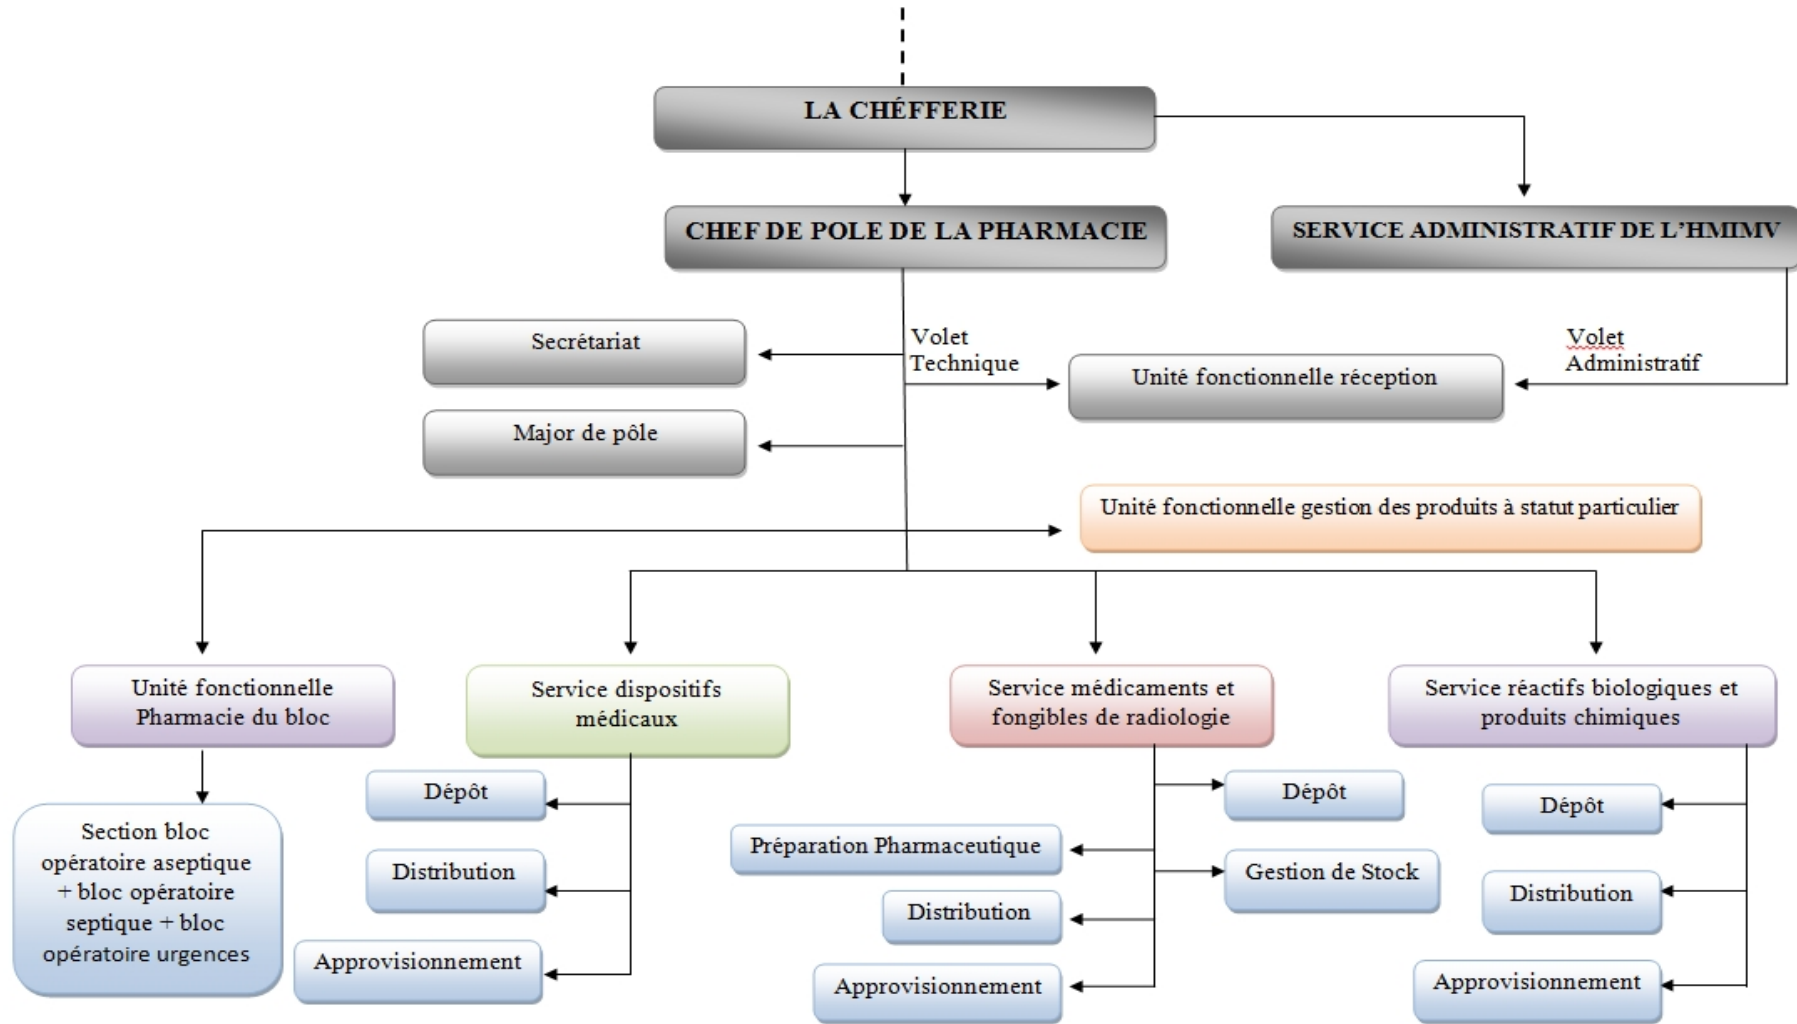 LA CHÉFFERIE
CHEF DE POLE DE LA PHARMACIE
SERVICE ADMINISTRATIF DE L’HMIMV
Secrétariat
Volet
Technique
Volet
Administratif
Unité fonctionnelle réception
Major de pôle
Unité fonctionnelle gestion des produits à statut particulier
Unité fonctionnelle
Pharmacie du bloc
Service dispositifs
médicaux
Service médicaments et
fongibles de radiologie
Service réactifs biologiques et
produits chimiques
Section bloc
opératoire aseptique
+ bloc opératoire
septique + bloc
opératoire urgences
Dépôt
Distribution
Approvisionnement
Dépôt
Préparation Pharmaceutique
Gestion de Stock
Distribution
Approvisionnement
Dépôt
Distribution
Approvisionnement